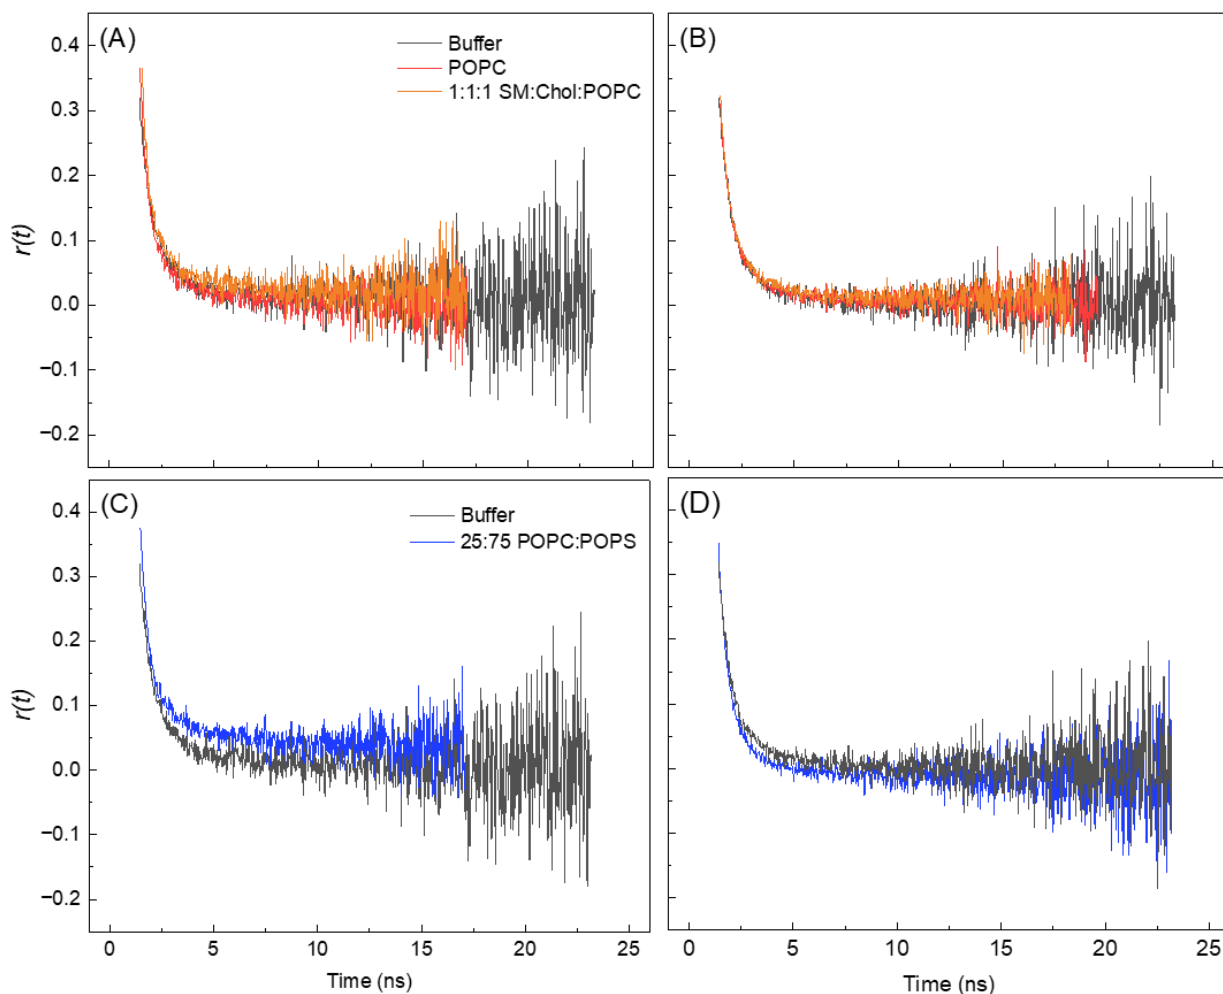 (A)
Buffer
POPC
1:1:1 SM:Chol:POPC
(B)
0.4
0.3
0.2
0.1
0.0
−0.1
−0.2
r(t)
(C)
Buffer
25:75 POPC:POPS
(D)
0.4
0.3
0.2
0.1
0.0
−0.1
−0.2
r(t)
0 5 10 15 20 25
Time (ns)
0 5 10 15 20 25
Time (ns)